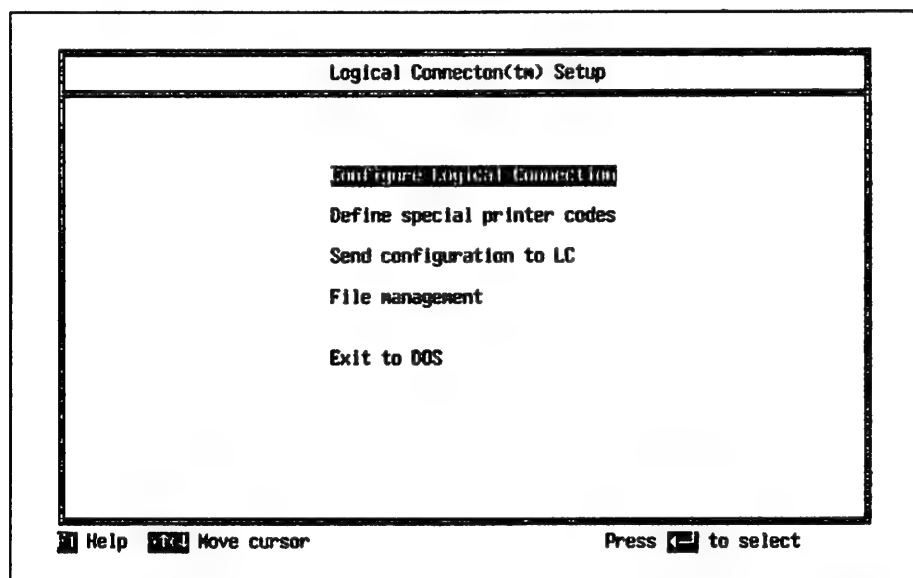 Logical Connecton(tm) Setup
Configure Logical Connection
Define special printer codes
Send configuration to LC
File management
Exit to DOS
F1 Help Move cursor Press to select